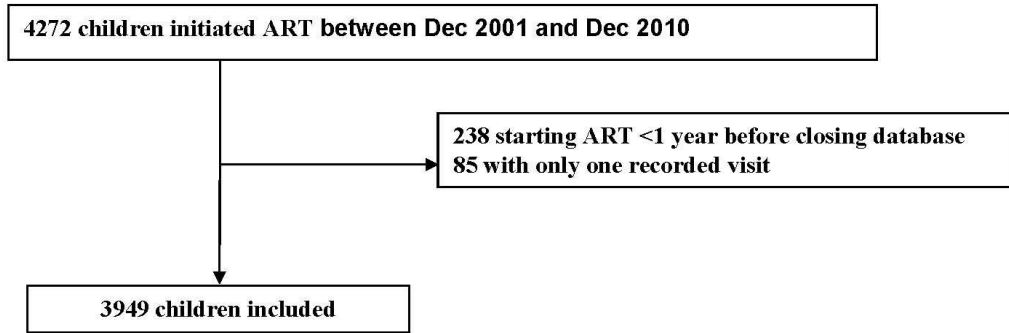 4272 children initiated ART between Dec 2001 and Dec 2010
238 starting ART <1 year before closing database
85 with only one recorded visit
3949 children included